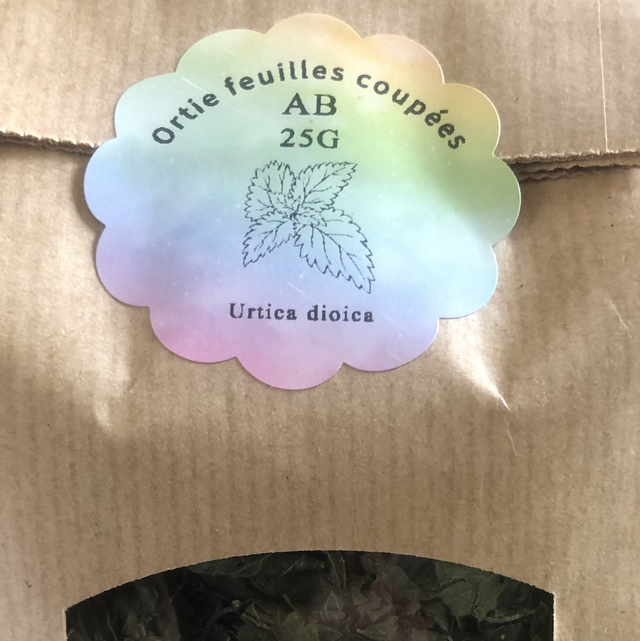 Ortie feuilles coupées
AB
25G
Urtica dioica